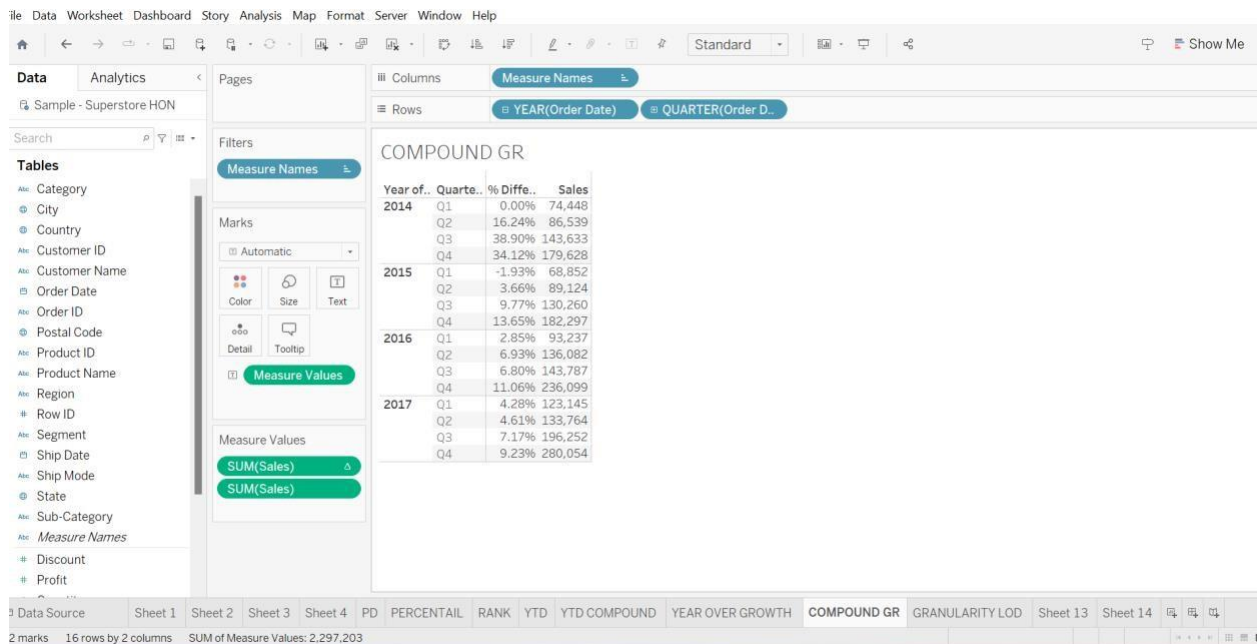 ile Data Worksheet Dashboard Story Analysis Map Format Server Window Help
Standard Show Me
Data Analytics
Sample - Superstore HON
Search
Tables
Abc Category
City
Country
Abc Customer ID
Abc Customer Name
Order Date
Abc Order ID
Postal Code
Abc Product ID
Abc Product Name
Abc Region
# Row ID
Abc Segment
Ship Date
Abc Ship Mode
State
Abc Sub-Category
Abc Measure Names
# Discount
# Profit
Pages
Filters
Measure Names
Marks
Automatic
Color Size Text
Detail Tooltip
Measure Values
Measure Values
SUM(Sales) Δ
SUM(Sales)
Columns Measure Names
Rows YEAR(Order Date) QUARTER(Order D..
COMPOUND GR
Year of.. Quarte.. % Diffe.. Sales
2014 Q1 0.00% 74,448
Q2 16.24% 86,539
Q3 38.90% 143,633
Q4 34.12% 179,628
2015 Q1 -1.93% 68,852
Q2 3.66% 89,124
Q3 9.77% 130,260
Q4 13.65% 182,297
2016 Q1 2.85% 93,237
Q2 6.93% 136,082
Q3 6.80% 143,787
Q4 11.06% 236,099
2017 Q1 4.28% 123,145
Q2 4.61% 133,764
Q3 7.17% 196,252
Q4 9.23% 280,054
Data Source Sheet 1 Sheet 2 Sheet 3 Sheet 4 PD PERCENTAIL RANK YTD YTD COMPOUND YEAR OVER GROWTH COMPOUND GR GRANULARITY LOD Sheet 13 Sheet 14
2 marks 16 rows by 2 columns SUM of Measure Values: 2,297,203